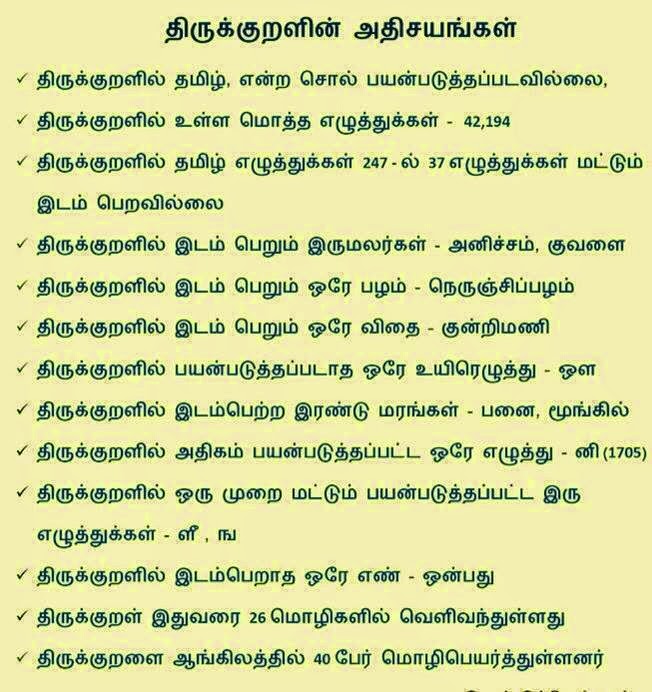 திருக்குறளின் அதிசயங்கள்
✓ திருக்குறளில் தமிழ், என்ற சொல் பயன்படுத்தப்படவில்லை,
✓ திருக்குறளில் உள்ள மொத்த எழுத்துக்கள் - 42,194
✓ திருக்குறளில் தமிழ் எழுத்துக்கள் 247 - ல் 37 எழுத்துக்கள் மட்டும்
இடம் பெறவில்லை
✓ திருக்குறளில் இடம் பெறும் இருமலர்கள் - அனிச்சம், குவளை
✓ திருக்குறளில் இடம் பெறும் ஒரே பழம் - நெருஞ்சிப்பழம்
✓ திருக்குறளில் இடம் பெறும் ஒரே விதை - குன்றிமணி
✓ திருக்குறளில் பயன்படுத்தப்படாத ஒரே உயிரெழுத்து - ஒள
✓ திருக்குறளில் இடம்பெற்ற இரண்டு மரங்கள் - பனை, மூங்கில்
✓ திருக்குறளில் அதிகம் பயன்படுத்தப்பட்ட ஒரே எழுத்து - னி (1705)
✓ திருக்குறளில் ஒரு முறை மட்டும் பயன்படுத்தப்பட்ட இரு
எழுத்துக்கள் - ளீ , ங
✓ திருக்குறளில் இடம்பெறாத ஒரே எண் - ஒன்பது
✓ திருக்குறள் இதுவரை 26 மொழிகளில் வெளிவந்துள்ளது
✓ திருக்குறளை ஆங்கிலத்தில் 40 பேர் மொழிபெயர்த்துள்ளனர்